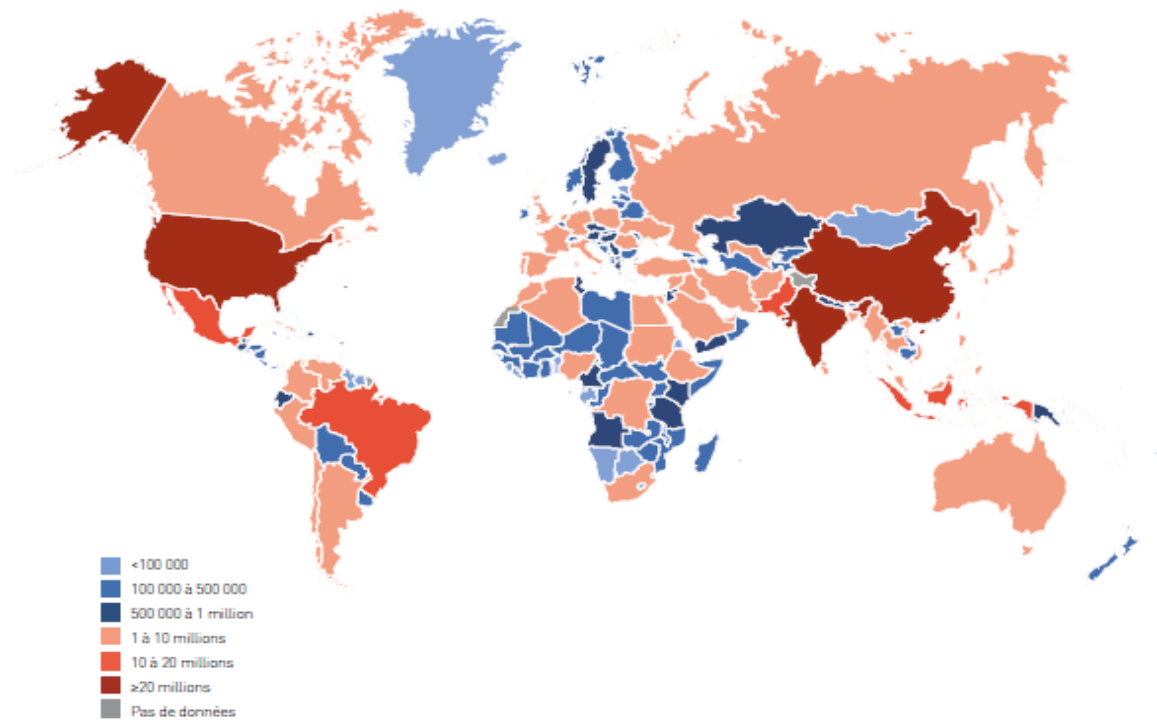 <100 000
100 000 à 500 000
500 000 à 1 million
1 à 10 millions
10 à 20 millions
≥20 millions
Pas de données